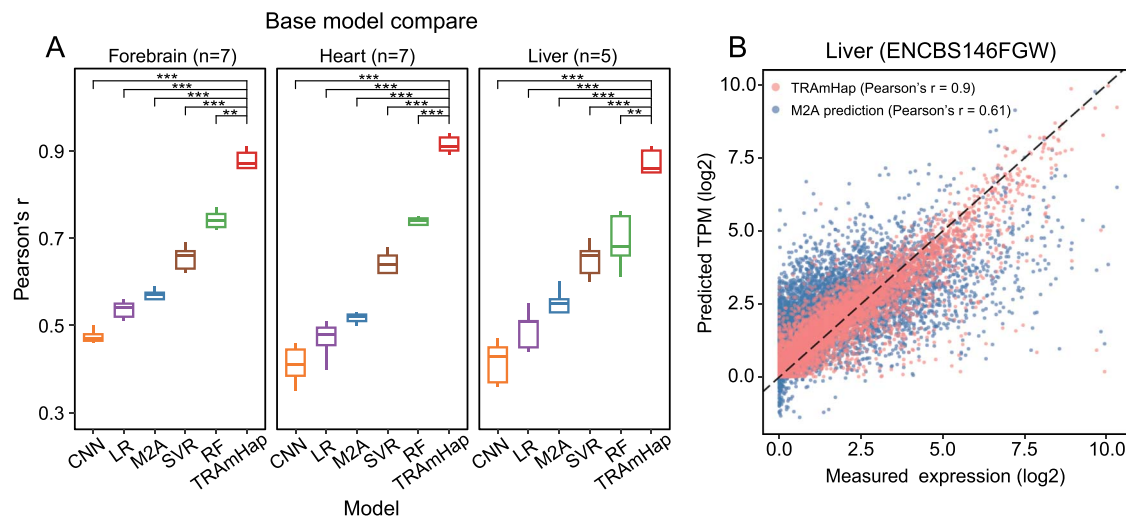 Base model compare
A
Forebrain (n=7)
Heart (n=7)
Liver (n=5)
***
***
***
***
**
***
***
***
***
***
***
***
***
***
**
Pearson's r
0.9
0.7
0.5
0.3
CNN
LR
M2A
SVR
RF
TRAmHap
CNN
LR
M2A
SVR
RF
TRAmHap
CNN
LR
M2A
SVR
RF
TRAmHap
Model
B
Liver (ENCBS146FGW)
TRAmHap (Pearson's r = 0.9)
M2A prediction (Pearson's r = 0.61)
Predicted TPM (log2)
10.0
7.5
5.0
2.5
0.0
0.0
2.5
5.0
7.5
10.0
Measured expression (log2)